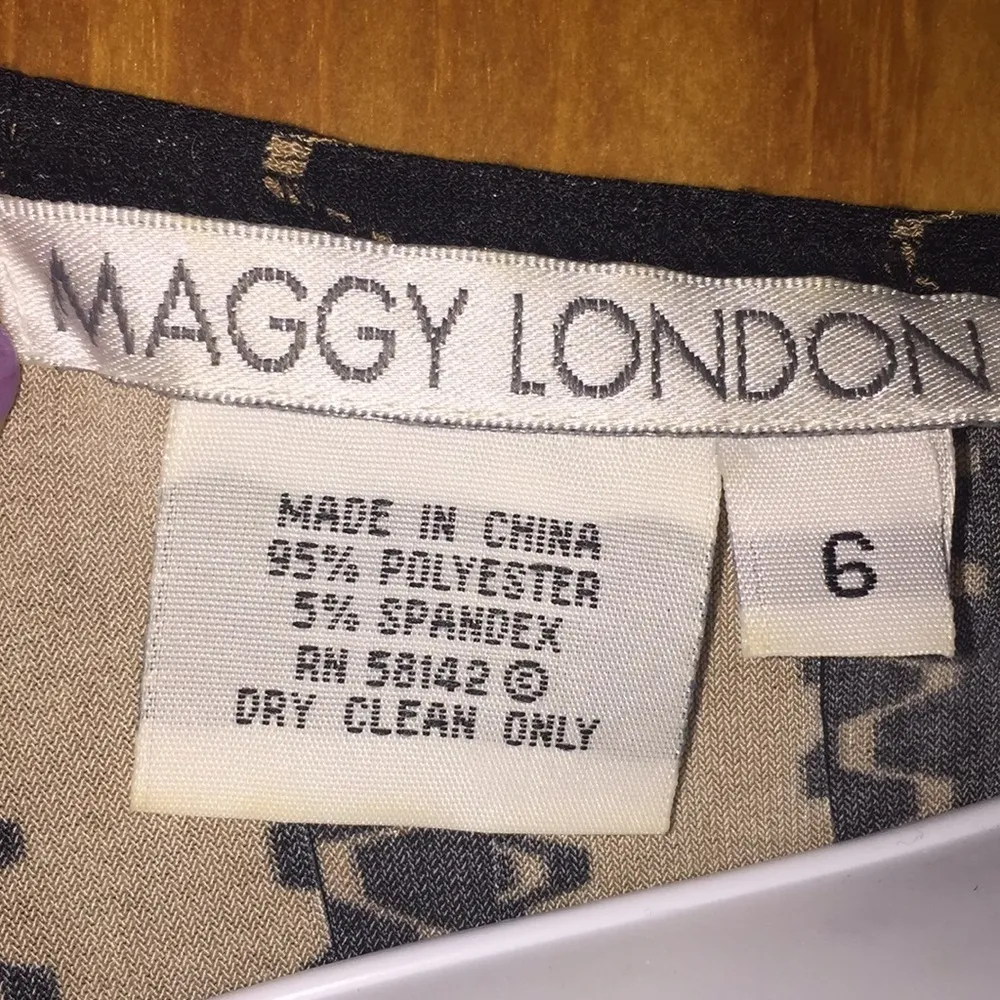 MAGGY LONDON
MADE IN CHINA
95% POLYESTER
5% SPANDEX
RN 58142 ©
DRY CLEAN ONLY
6